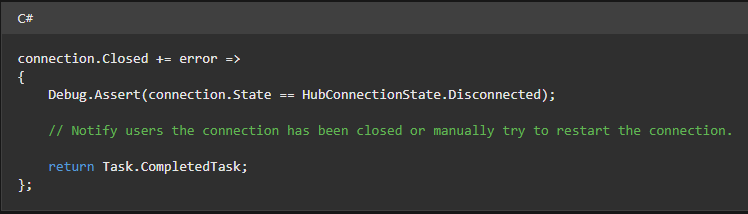 C#
connection.Closed += error =>
{
    Debug.Assert(connection.State == HubConnectionState.Disconnected);
    // Notify users the connection has been closed or manually try to restart the connection.
    return Task.CompletedTask;
};